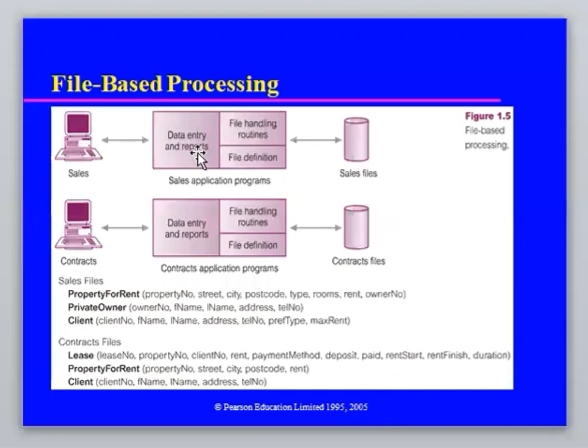 File-Based Processing
Figure 1.5
File-based
processing.
Data entry
and reports
File handling
routines
File definition
Sales
Sales application programs
Sales files
Data entry
and reports
File handling
routines
File definition
Contracts
Contracts application programs
Contracts files
Sales Files
PropertyForRent (propertyNo, street, city, postcode, type, rooms, rent, ownerNo)
PrivateOwner (ownerNo, fName, lName, address, telNo)
Client (clientNo, fName, lName, address, telNo, prefType, maxRent)
Contracts Files
Lease (leaseNo, propertyNo, clientNo, rent, paymentMethod, deposit, paid, rentStart, rentFinish, duration)
PropertyForRent (propertyNo, street, city, postcode, rent)
Client (clientNo, fName, lName, address, telNo)
© Pearson Education Limited 1995, 2005